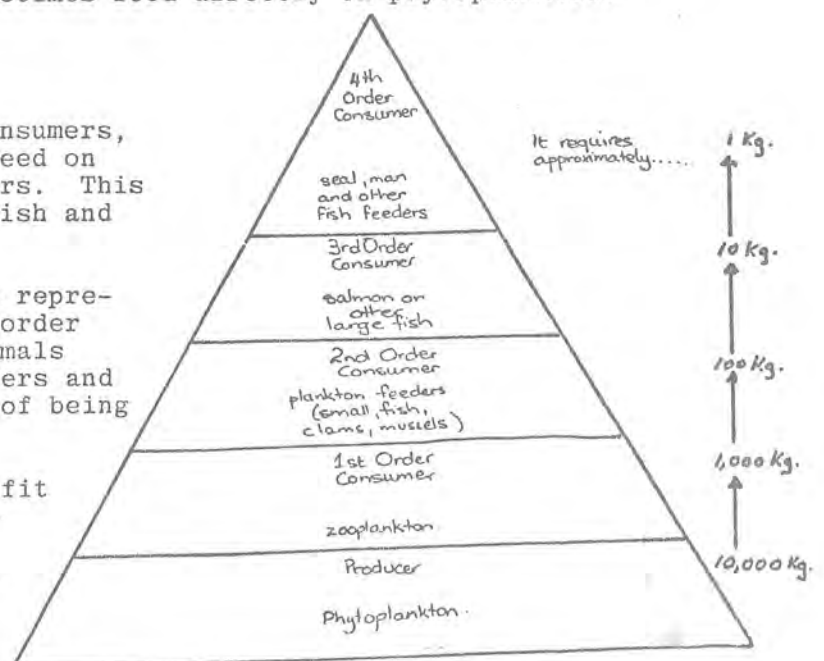 feed directly on
nsumers,
eed on
rs. This
ish and
repre-
order
mals
ers and
of being
fit
4th
Order
Consumer
seal, man
and other
fish feeders
3rd Order
Consumer
salmon or
other
large fish
2nd Order
Consumer
plankton feeders
(small, fish,
clams, mussels)
1st Order
Consumer
zooplankton
Producer
Phytoplankton.
It requires
approximately.....
1 Kg.
10 Kg.
100 Kg.
1,000 Kg.
10,000 Kg.